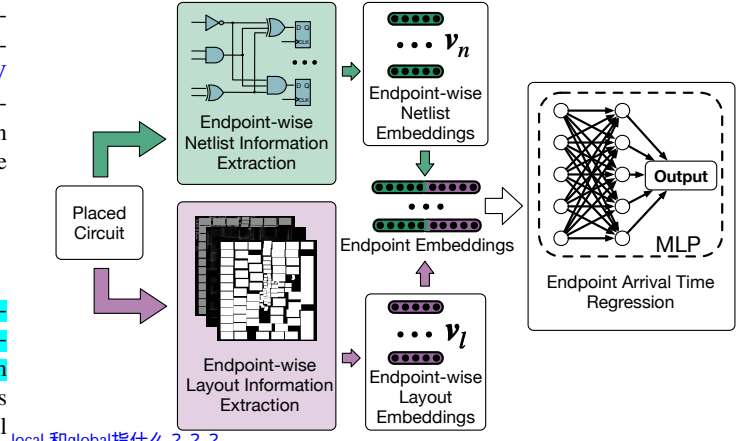 Endpoint-wise
Netlist Information
Extraction
v_n
Endpoint-wise
Netlist
Embeddings
Placed
Circuit
Endpoint Embeddings
Output
MLP
Endpoint Arrival Time
Regression
Endpoint-wise
Layout Information
Extraction
v_l
Endpoint-wise
Layout
Embeddings
D Q
CLK
D Q
CLK
local 和global指什么？？？